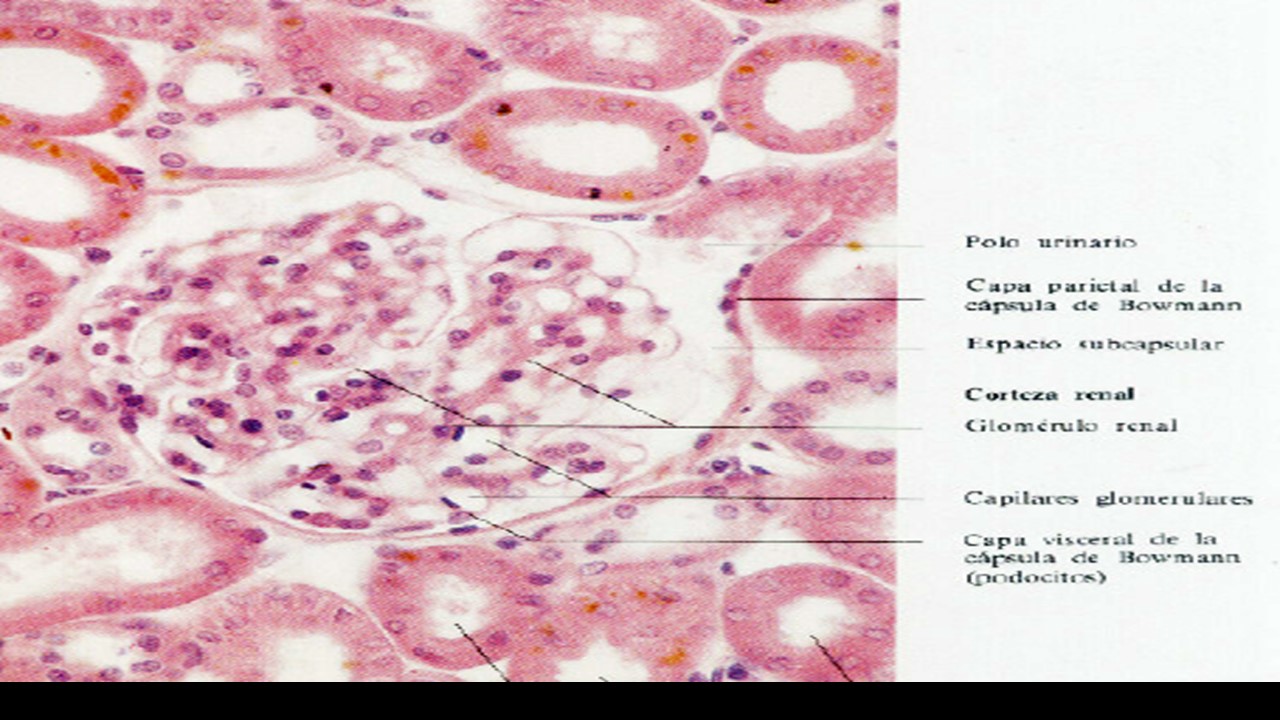 Polo urinario
Capa parietal de la
cápsula de Bowmann
Espacio subcapsular
Corteza renal
Glomérulo renal
Capilares glomerulares
Capa visceral de la
cápsula de Bowmann
(podocitos)